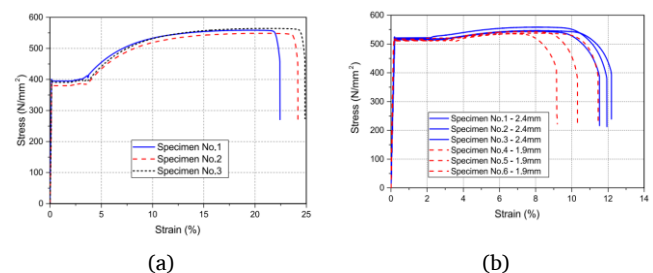 (a)
600
500
400
300
200
100
0
Stress (N/mm²)
Specimen No.1
Specimen No.2
Specimen No.3
0 5 10 15 20 25
Strain (%)
(b)
600
500
400
300
200
100
0
Stress (N/mm²)
Specimen No.1 - 2.4mm
Specimen No.2 - 2.4mm
Specimen No.3 - 2.4mm
Specimen No.4 - 1.9mm
Specimen No.5 - 1.9mm
Specimen No.6 - 1.9mm
0 2 4 6 8 10 12 14
Strain (%)
(a)
(b)